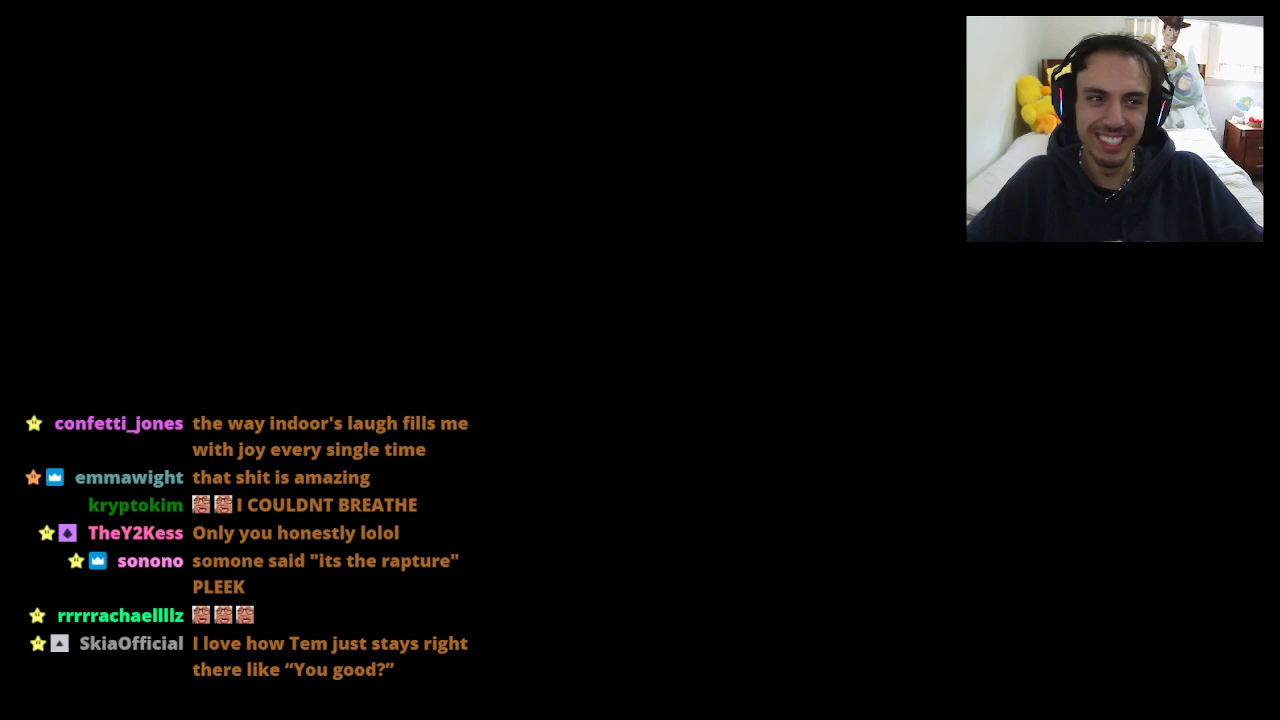 confetti_jones the way indoor's laugh fills me
with joy every single time
emmawight that shit is amazing
kryptokim I COULDNT BREATHE
TheY2Kess Only you honestly lolol
sonono somone said "its the rapture"
PLEEK
rrrrrachaellllz
SkiaOfficial I love how Tem just stays right
there like “You good?”